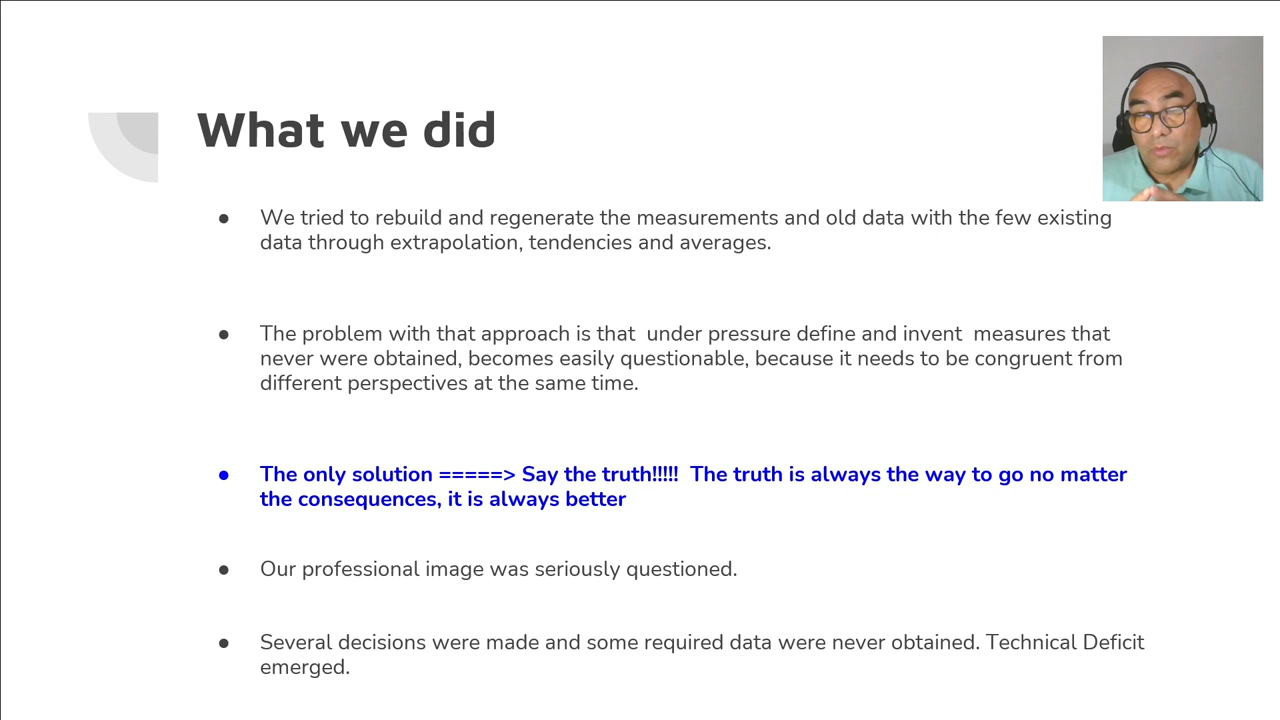 What we did
● We tried to rebuild and regenerate the measurements and old data with the few existing
data through extrapolation, tendencies and averages.
● The problem with that approach is that  under pressure define and invent  measures that
never were obtained, becomes easily questionable, because it needs to be congruent from
different perspectives at the same time.
● The only solution =====> Say the truth!!!!!  The truth is always the way to go no matter
the consequences, it is always better
● Our professional image was seriously questioned.
● Several decisions were made and some required data were never obtained. Technical Deficit
emerged.